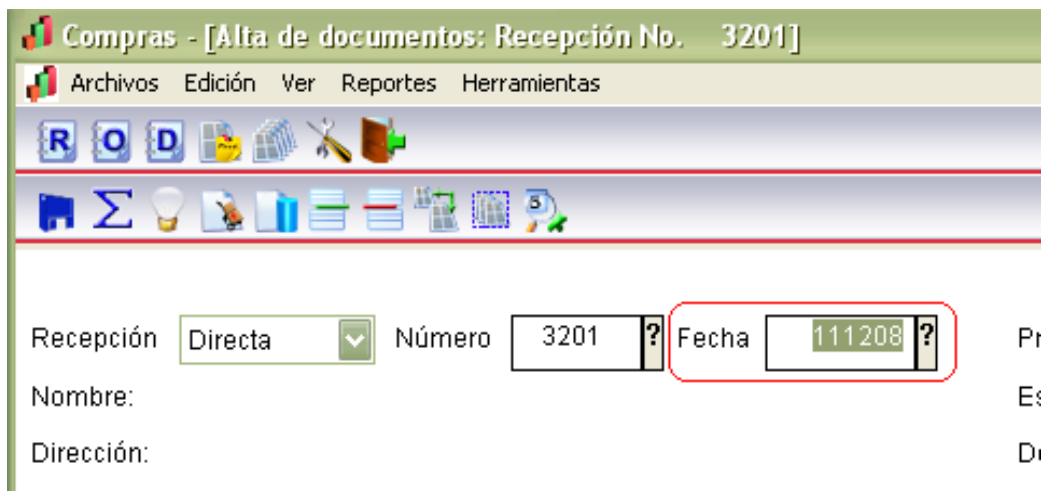 Compras - [Alta de documentos: Recepción No. 3201]
Archivos Edición Ver Reportes Herramientas
R O D
Σ 5
Recepción Directa Número 3201 ? Fecha 111208 ?
Nombre:
Dirección: